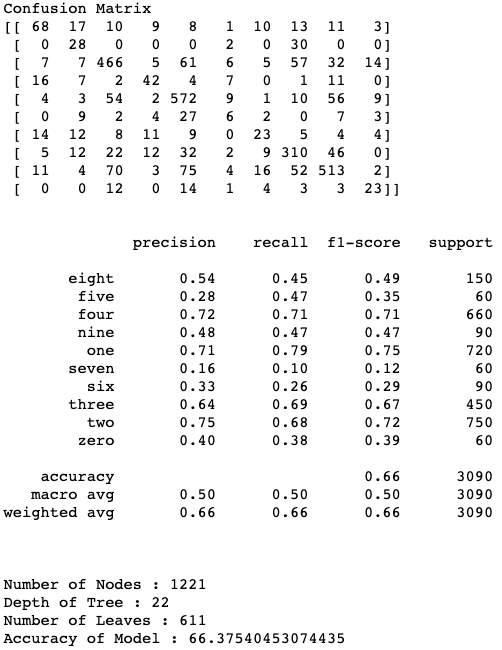 Confusion Matrix
[[ 68 17 10 9 8 1 10 13 11 3]
[ 0 28 0 0 0 2 0 30 0 0]
[ 7 7 466 5 61 6 5 57 32 14]
[ 16 7 2 42 4 7 0 1 11 0]
[ 4 3 54 2 572 9 1 10 56 9]
[ 0 9 2 4 27 6 2 0 7 3]
[ 14 12 8 11 9 0 23 5 4 4]
[ 5 12 22 12 32 2 9 310 46 0]
[ 11 4 70 3 75 4 16 52 513 2]
[ 0 0 12 0 14 1 4 3 3 23]]
precision recall f1-score support
eight 0.54 0.45 0.49 150
five 0.28 0.47 0.35 60
four 0.72 0.71 0.71 660
nine 0.48 0.47 0.47 90
one 0.71 0.79 0.75 720
seven 0.16 0.10 0.12 60
six 0.33 0.26 0.29 90
three 0.64 0.69 0.67 450
two 0.75 0.68 0.72 750
zero 0.40 0.38 0.39 60
accuracy 0.66 3090
macro avg 0.50 0.50 0.50 3090
weighted avg 0.66 0.66 0.66 3090
Number of Nodes : 1221
Depth of Tree : 22
Number of Leaves : 611
Accuracy of Model : 66.37540453074435